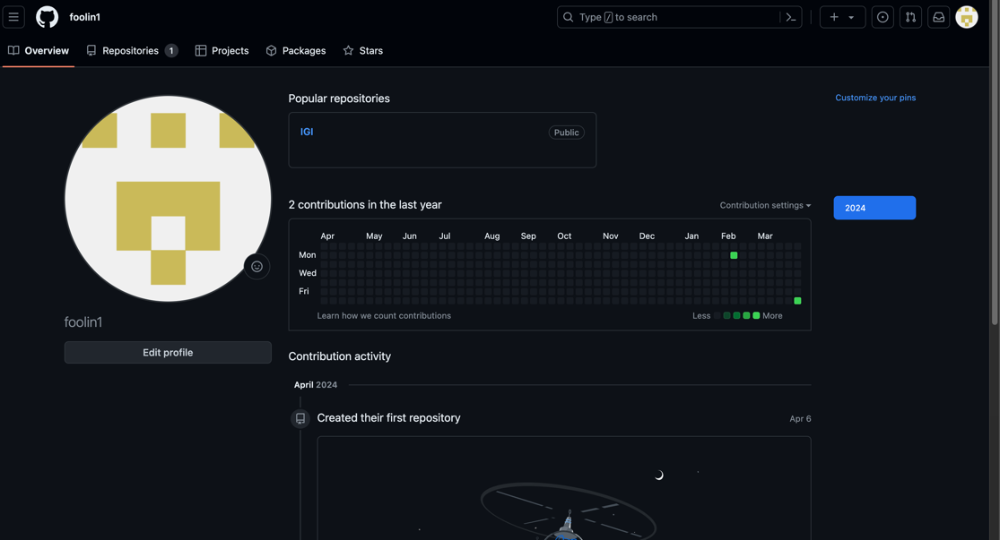 foolin1
Type / to search
Overview
Repositories 1
Projects
Packages
Stars
Popular repositories
Customize your pins
IGI
Public
2 contributions in the last year
Contribution settings
2024
Apr May Jun Jul Aug Sep Oct Nov Dec Jan Feb Mar
Mon
Wed
Fri
Learn how we count contributions
Less More
foolin1
Edit profile
Contribution activity
April 2024
Created their first repository
Apr 6